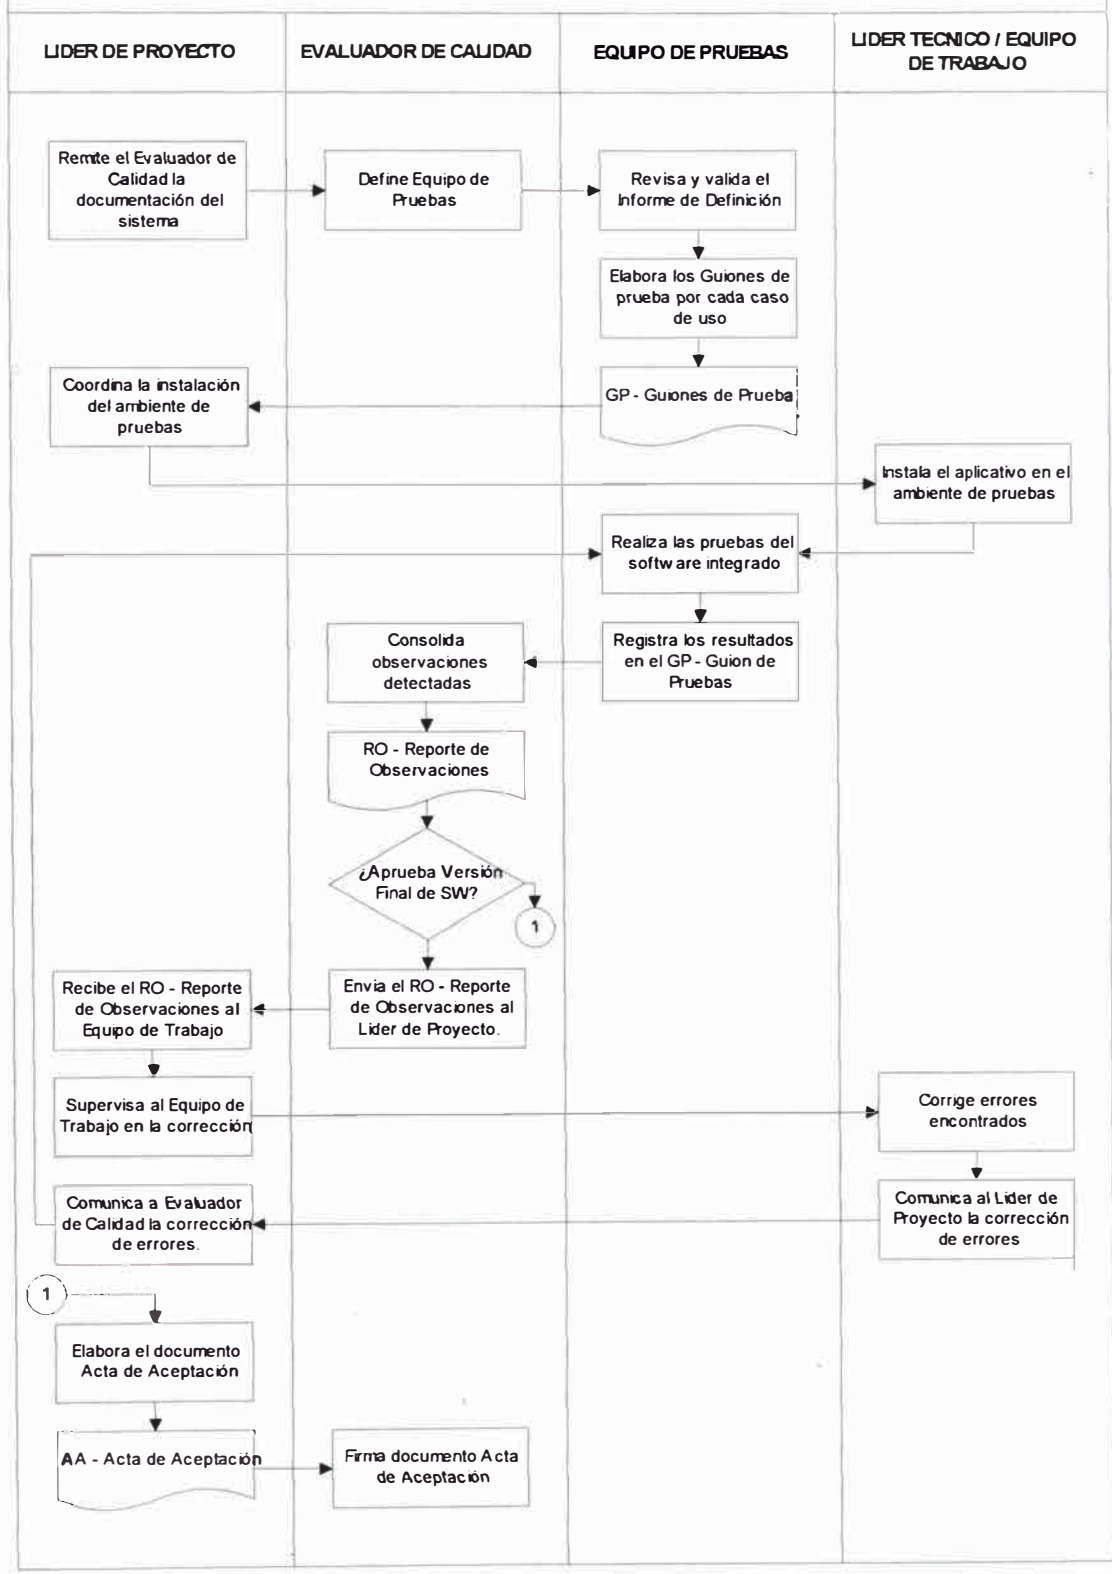 LIDER DE PROYECTO
EVALUADOR DE CALIDAD
EQUIPO DE PRUEBAS
LIDER TECNICO / EQUIPO
DE TRABAJO
Remite el Evaluador de
Calidad la
documentación del
sistema
Define Equipo de
Pruebas
Revisa y valida el
Informe de Definición
Elabora los Guiones de
prueba por cada caso
de uso
Coordina la instalación
del ambiente de
pruebas
GP - Guiones de Prueba
Instala el aplicativo en el
ambiente de pruebas
Realiza las pruebas del
software integrado
Consolida
observaciones
detectadas
Registra los resultados
en el GP - Guion de
Pruebas
RO - Reporte de
Observaciones
¿Aprueba Versión
Final de SW?
1
Recibe el RO - Reporte
de Observaciones al
Equipo de Trabajo
Envia el RO - Reporte
de Observaciones al
Lider de Proyecto.
Supervisa al Equipo de
Trabajo en la corrección
Corrige errores
encontrados
Comunica a Evaluador
de Calidad la corrección
de errores.
Comunica al Lider de
Proyecto la corrección
de errores
1
Elabora el documento
Acta de Aceptación
AA - Acta de Aceptación
Firma documento Acta
de Aceptación